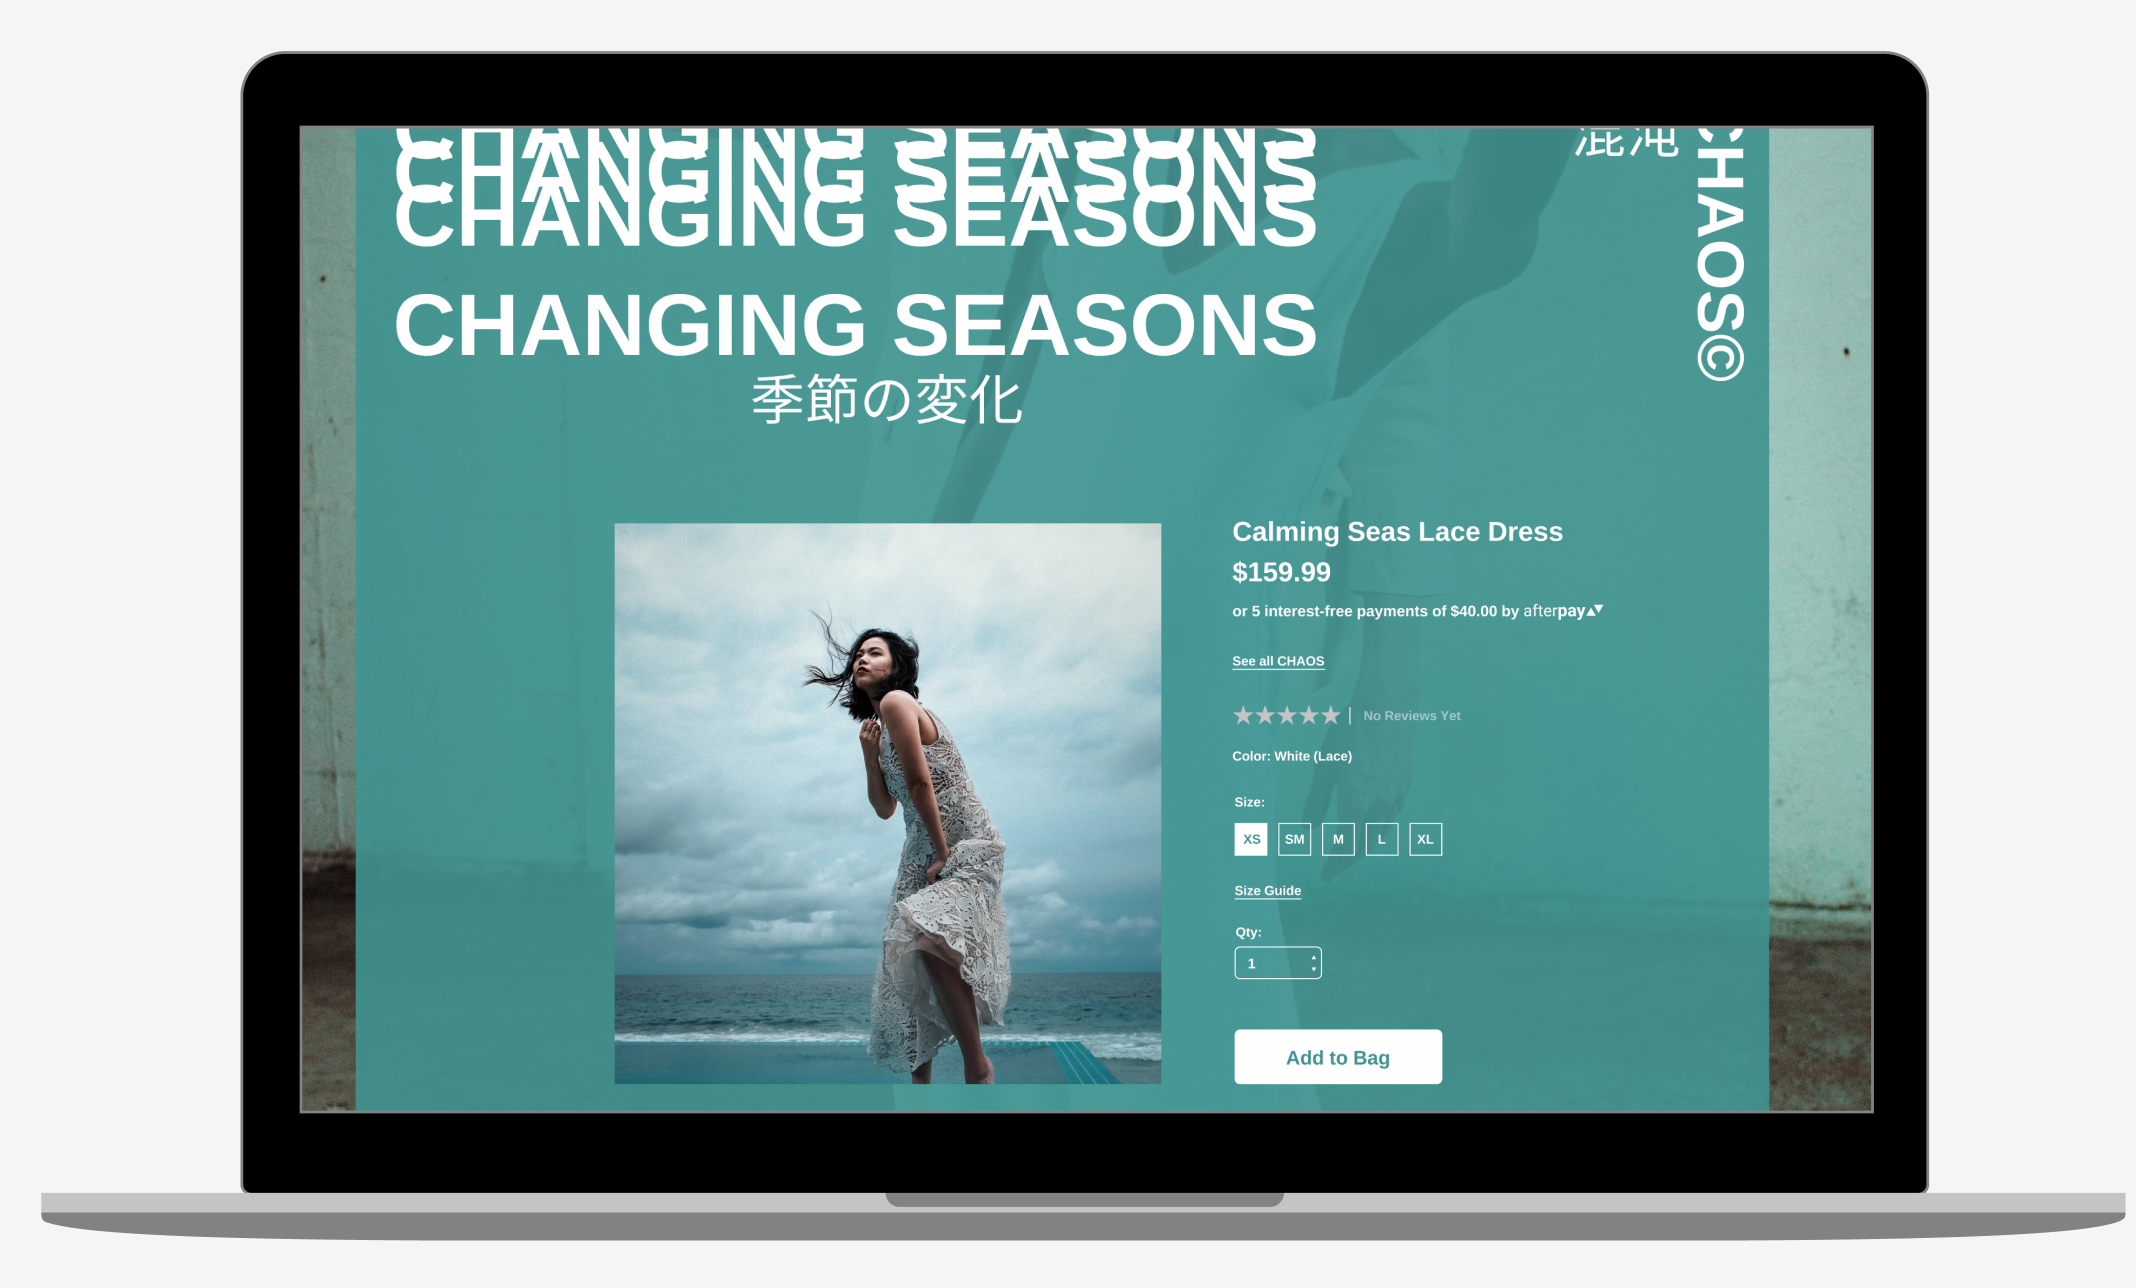 CHANGING SEASONS
CHANGING SEASONS
CHANGING SEASONS
CHANGING SEASONS
季節の変化
混沌
CHAOS©
Calming Seas Lace Dress
$159.99
or 5 interest-free payments of $40.00 by afterpay
See all CHAOS
★★★★★ | No Reviews Yet
Color: White (Lace)
Size:
XS SM M L XL
Size Guide
Qty:
1
Add to Bag